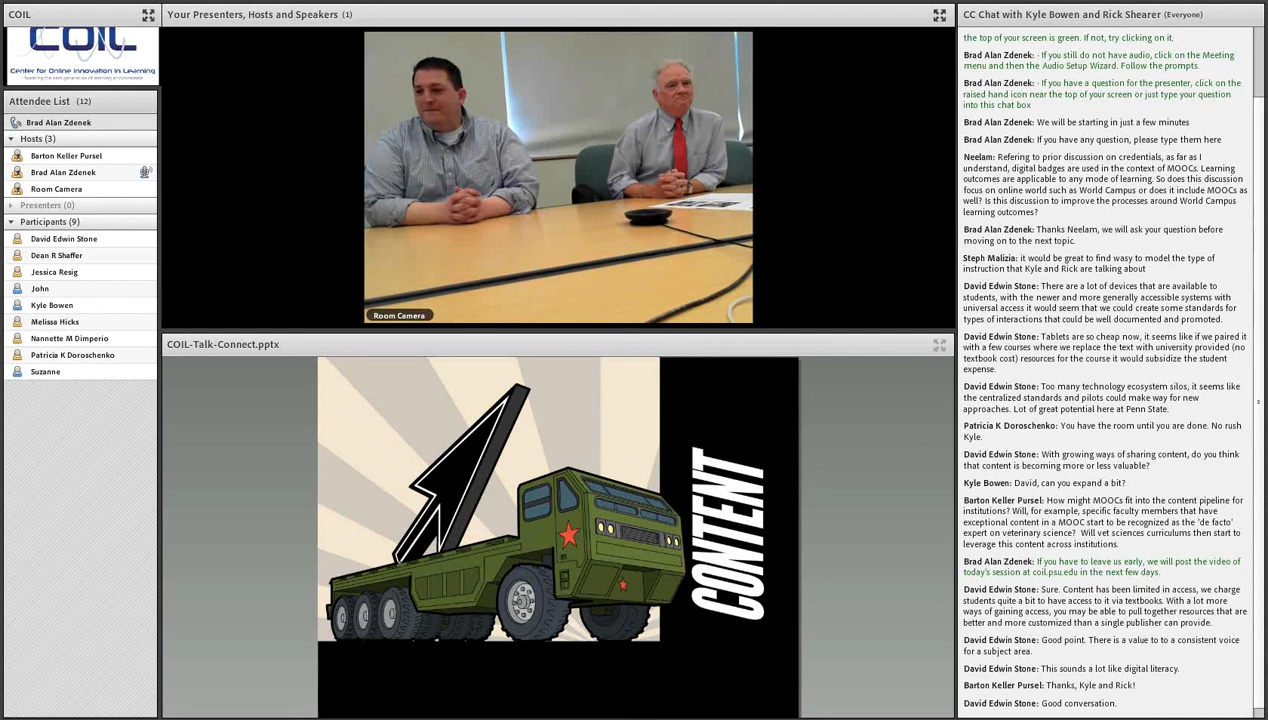 COIL
COIL
Center for Online Innovation in Learning
Attendee List (12)
Brad Alan Zdenek
Hosts (3)
Barton Keller Pursel
Brad Alan Zdenek
Room Camera
Presenters (0)
Participants (9)
David Edwin Stone
Dean R Shaffer
Jessica Resig
John
Kyle Bowen
Melissa Hicks
Nannette M Dimperio
Patricia K Doroschenko
Suzanne
Your Presenters, Hosts and Speakers (1)
Room Camera
COIL-Talk-Connect.pptx
CONTENT
CC Chat with Kyle Bowen and Rick Shearer (Everyone)
the top of your screen is green. If not, try clicking on it.
Brad Alan Zdenek: · If you still do not have audio, click on the Meeting
menu and then the Audio Setup Wizard. Follow the prompts.
Brad Alan Zdenek: · If you have a question for the presenter, click on the
raised hand icon near the top of your screen or just type your question
into this chat box
Brad Alan Zdenek: We will be starting in just a few minutes
Brad Alan Zdenek: If you have any question, please type them here
Neelam: Refering to prior discussion on credentials, as far as I
understand, digital badges are used in the context of MOOCs. Learning
outcomes are applicable to any mode of learning. So does this discussion
focus on online world such as World Campus or does it include MOOCs as
well? Is this discussion to improve the processes around World Campus
learning outcomes?
Brad Alan Zdenek: Thanks Neelam, we will ask your question before
moving on to the next topic.
Steph Malizia: it would be great to find wasy to model the type of
instruction that Kyle and Rick are talking about
David Edwin Stone: There are a lot of devices that are available to
students, with the newer and more generally accessible systems with
universal access it would seem that we could create some standards for
types of interactions that could be well documented and promoted.
David Edwin Stone: Tablets are so cheap now, it seems like if we paired it
with a few courses where we replace the text with university provided (no
textbook cost) resources for the course it would subsidize the student
expense.
David Edwin Stone: Too many technology ecosystem silos, it seems like
the centralized standards and pilots could make way for new
approaches. Lot of great potential here at Penn State.
Patricia K Doroschenko: You have the room until you are done. No rush
Kyle.
David Edwin Stone: With growing ways of sharing content, do you think
that content is becoming more or less valuable?
Kyle Bowen: David, can you expand a bit?
Barton Keller Pursel: How might MOOCs fit into the content pipeline for
institutions? Will, for example, specific faculty members that have
exceptional content in a MOOC start to be recognized as the 'de facto'
expert on veterinary science?  Will vet sciences curriculums then start to
leverage this content across institutions.
Brad Alan Zdenek: If you have to leave us early, we will post the video of
today's session at coil.psu.edu in the next few days.
David Edwin Stone: Sure. Content has been limited in access, we charge
students quite a bit to have access to it via textbooks. With a lot more
ways of gaining access, you may be able to pull together resources that are
better and more customized than a single publisher can provide.
David Edwin Stone: Good point. There is a value to to a consistent voice
for a subject area.
David Edwin Stone: This sounds a lot like digital literacy.
Barton Keller Pursel: Thanks, Kyle and Rick!
David Edwin Stone: Good conversation.